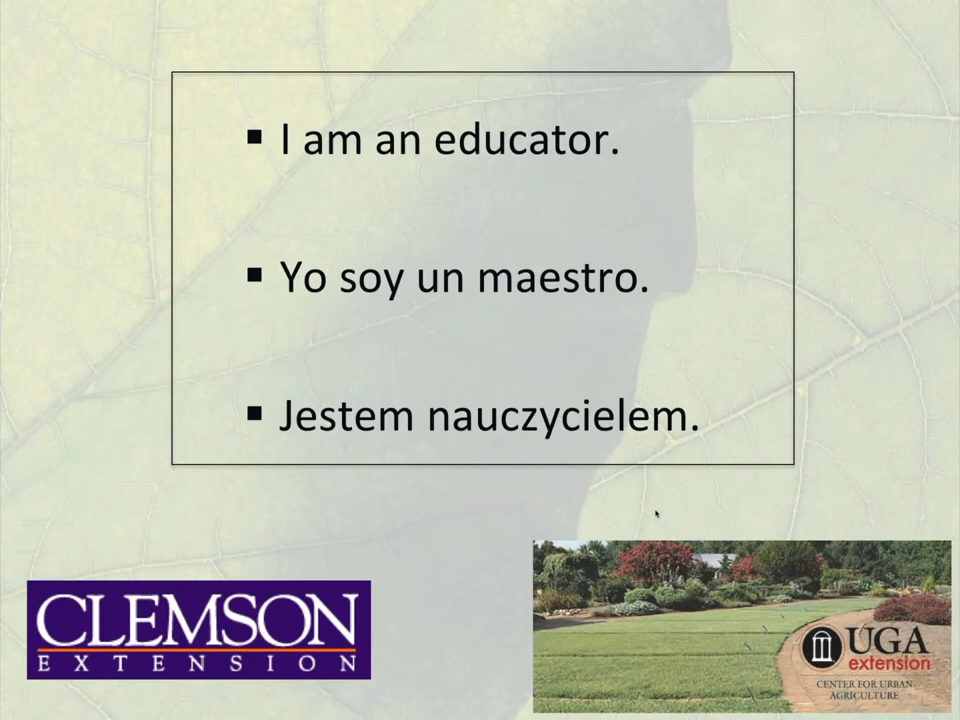 ▪ I am an educator.
▪ Yo soy un maestro.
▪ Jestem nauczycielem.
CLEMSON
EXTENSION
UGA
extension
CENTER FOR URBAN
AGRICULTURE